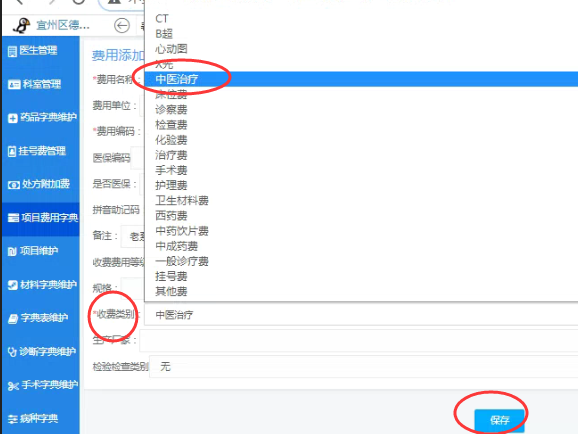 宜州区德...
医生管理
科室管理
药品字典维护
挂号费管理
处方附加费
项目费用字典
项目维护
材料字典维护
字典表维护
诊断字典维护
手术字典维护
病种字典
费用添加
*费用名称：
费用单位：
*费用编码：
医保编码
是否医保：
拼音助记码
备注：
收费费用等级
规格：
*收费类别：
中医治疗
生产厂家：
检验检查类别
无
CT
B超
心动图
X光
中医治疗
床位费
诊察费
检查费
化验费
治疗费
手术费
护理费
卫生材料费
西药费
中药饮片费
中成药费
一般诊疗费
挂号费
其他费
保存